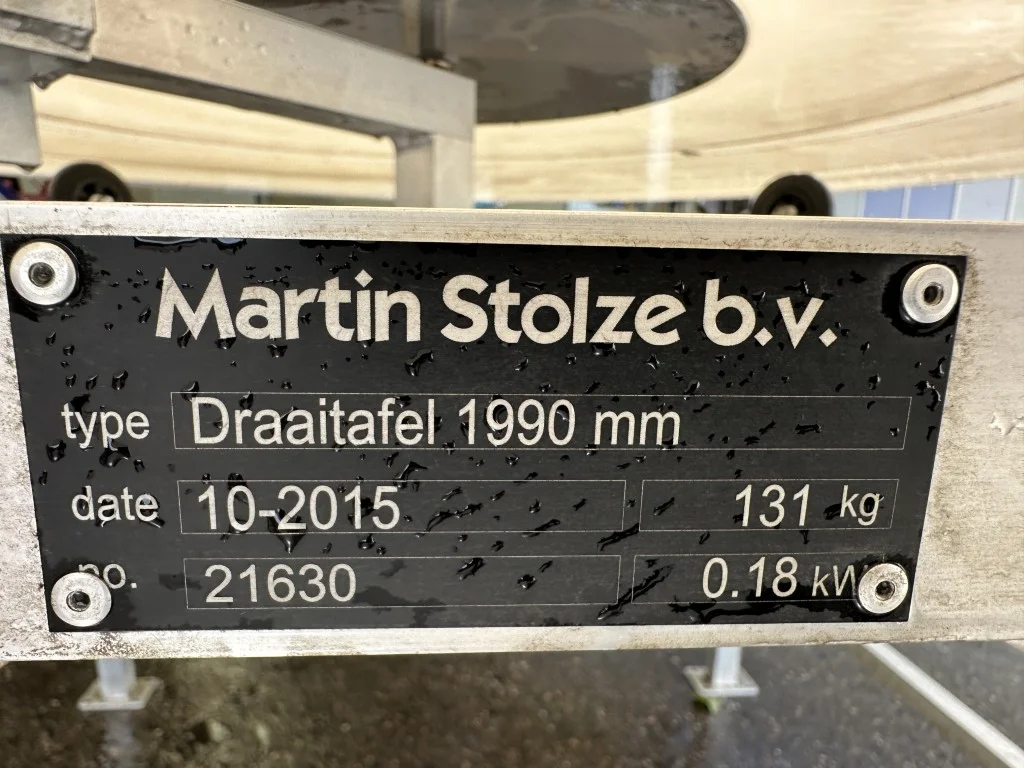 Martin Stolze b.v.
type Draaitafel 1990 mm
date 10-2015 131 kg
no. 21630 0.18 kW